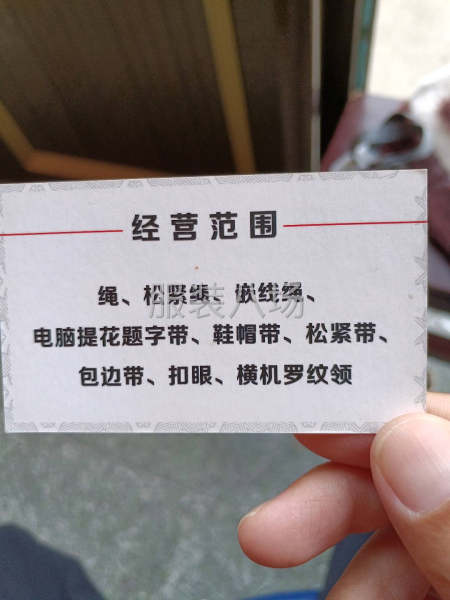 经营范围
绳、松紧绳、嵌线绳、
电脑提花题字带、鞋帽带、松紧带、
包边带、扣眼、横机罗纹领
服装八场